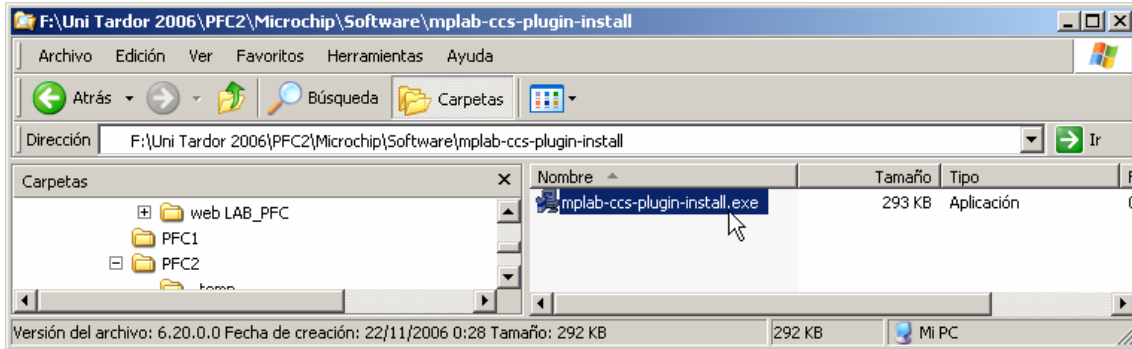 F:\Uni Tardor 2006\PFC2\Microchip\Software\mplab-ccs-plugin-install
Archivo Edición Ver Favoritos Herramientas Ayuda
Atrás Búsqueda Carpetas
Dirección F:\Uni Tardor 2006\PFC2\Microchip\Software\mplab-ccs-plugin-install Ir
Carpetas Nombre Tamaño Tipo
web LAB_PFC mplab-ccs-plugin-install.exe 293 KB Aplicación
PFC1
PFC2
Versión del archivo: 6.20.0.0 Fecha de creación: 22/11/2006 0:28 Tamaño: 292 KB 292 KB Mi PC